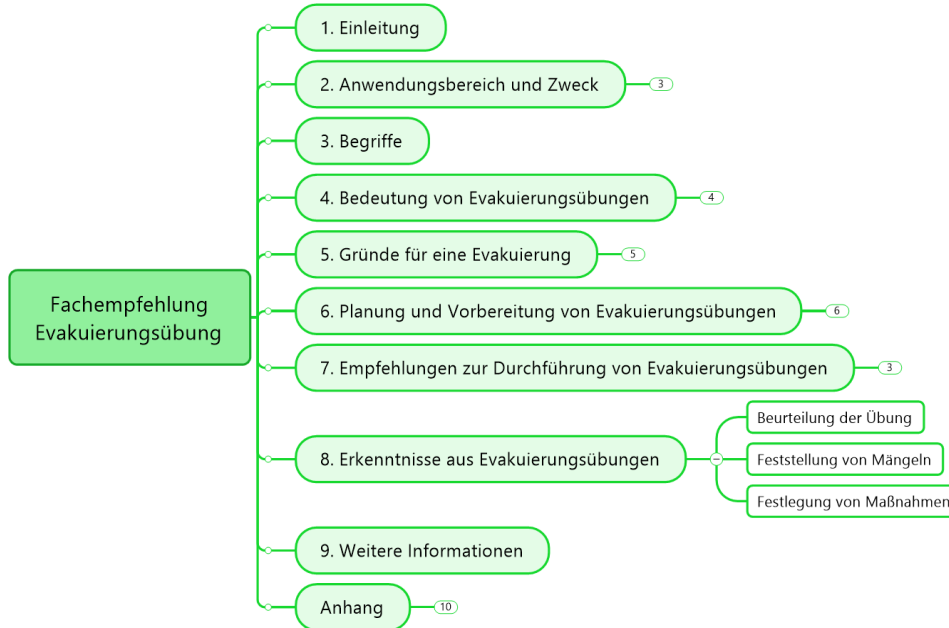 1. Einleitung
2. Anwendungsbereich und Zweck
3
3. Begriffe
4. Bedeutung von Evakuierungsübungen
4
5. Gründe für eine Evakuierung
5
Fachempfehlung
Evakuierungsübung
6. Planung und Vorbereitung von Evakuierungsübungen
6
7. Empfehlungen zur Durchführung von Evakuierungsübungen
3
8. Erkenntnisse aus Evakuierungsübungen
Beurteilung der Übung
Feststellung von Mängeln
Festlegung von Maßnahmen
9. Weitere Informationen
Anhang
10